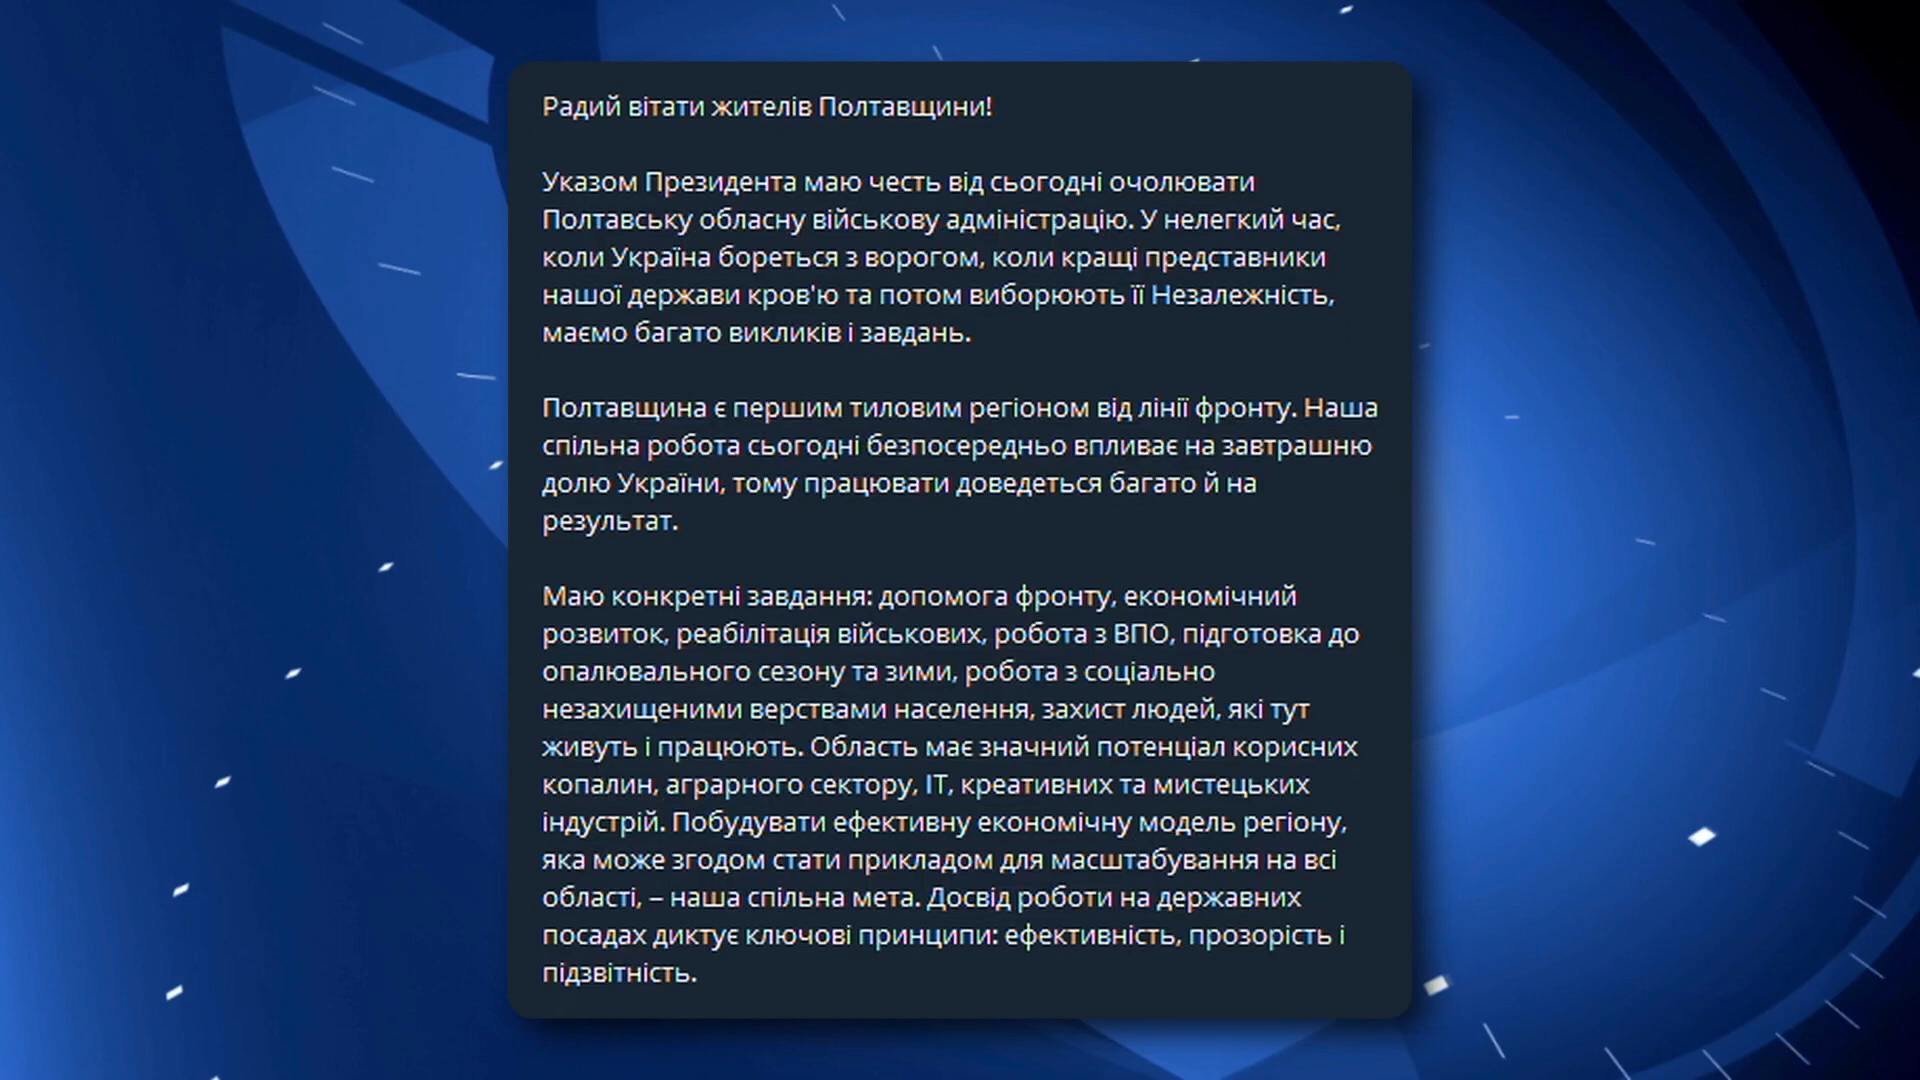 Радий вітати жителів Полтавщини!
Указом Президента маю честь від сьогодні очолювати
Полтавську обласну військову адміністрацію. У нелегкий час,
коли Україна бореться з ворогом, коли кращі представники
нашої держави кров'ю та потом виборюють її Незалежність,
маємо багато викликів і завдань.
Полтавщина є першим тиловим регіоном від лінії фронту. Наша
спільна робота сьогодні безпосередньо впливає на завтрашню
долю України, тому працювати доведеться багато й на
результат.
Маю конкретні завдання: допомога фронту, економічний
розвиток, реабілітація військових, робота з ВПО, підготовка до
опалювального сезону та зими, робота з соціально
незахищеними верствами населення, захист людей, які тут
живуть і працюють. Область має значний потенціал корисних
копалин, аграрного сектору, ІТ, креативних та мистецьких
індустрій. Побудувати ефективну економічну модель регіону,
яка може згодом стати прикладом для масштабування на всі
області, – наша спільна мета. Досвід роботи на державних
посадах диктує ключові принципи: ефективність, прозорість і
підзвітність.